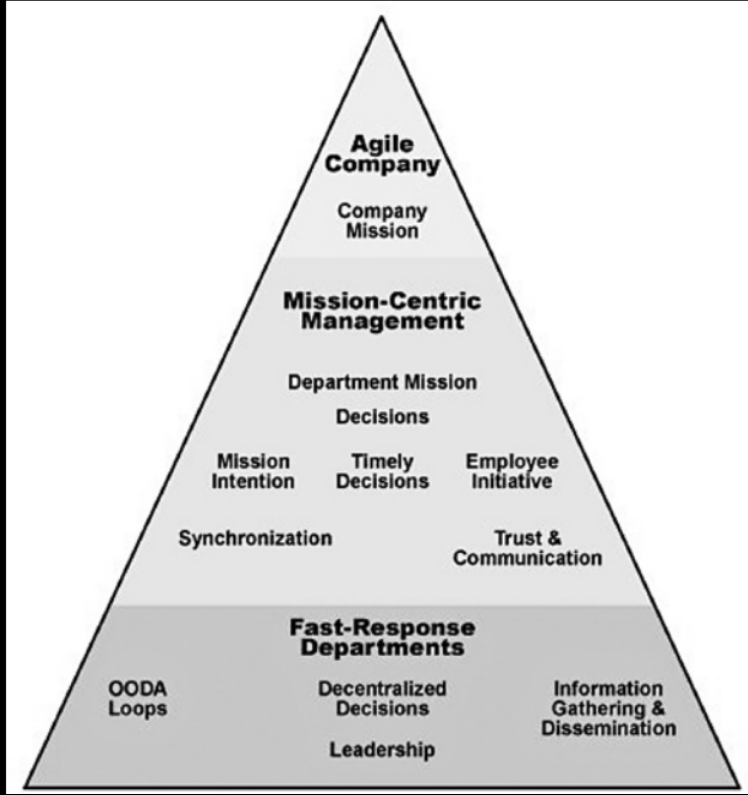 Agile
Company
Company
Mission
Mission-Centric
Management
Department Mission
Decisions
Mission
Intention
Timely
Decisions
Employee
Initiative
Synchronization
Trust &
Communication
Fast-Response
Departments
OODA
Loops
Decentralized
Decisions
Information
Gathering &
Dissemination
Leadership